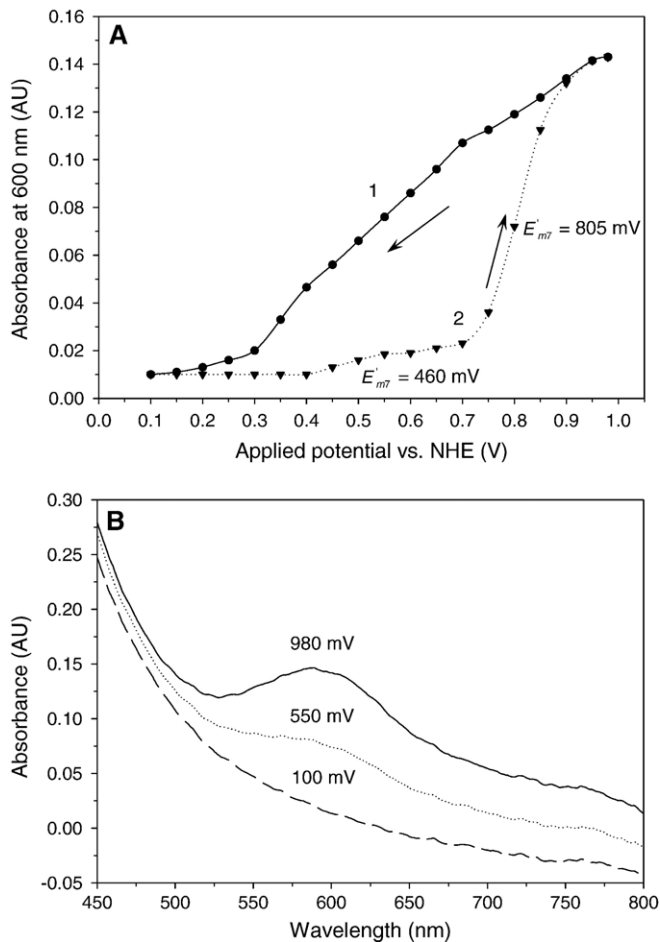 A
Absorbance at 600 nm (AU)
0.16
0.14
0.12
0.10
0.08
0.06
0.04
0.02
0.00
1
2
E'm7 = 805 mV
E'm7 = 460 mV
0.0 0.1 0.2 0.3 0.4 0.5 0.6 0.7 0.8 0.9 1.0
Applied potential vs. NHE (V)
B
Absorbance (AU)
0.30
0.25
0.20
0.15
0.10
0.05
0.00
-0.05
980 mV
550 mV
100 mV
450 500 550 600 650 700 750 800
Wavelength (nm)